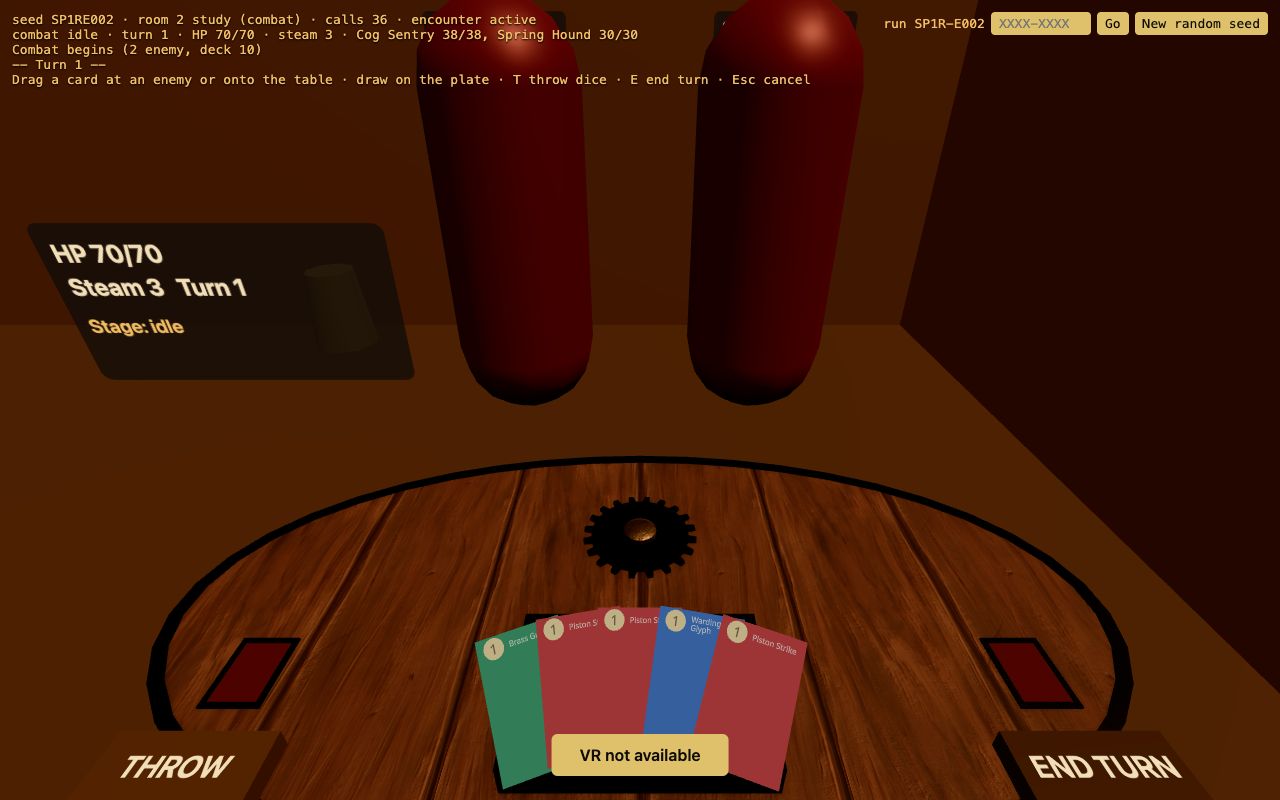 seed SP1RE002 · room 2 study (combat) · calls 36 · encounter active
combat idle · turn 1 · HP 70/70 · steam 3 · Cog Sentry 38/38, Spring Hound 30/30
Combat begins (2 enemy, deck 10)
—— Turn 1 ——
Drag a card at an enemy or onto the table · draw on the plate · T throw dice · E end turn · Esc cancel
run SP1R-E002 XXXX-XXXX Go New random seed
HP 70/70
Steam 3 Turn 1
Stage: idle
1 Brass G
1 Piston S
1 Piston S
1 Warding
Glyph
1 Piston Strike
VR not available
THROW
END TURN